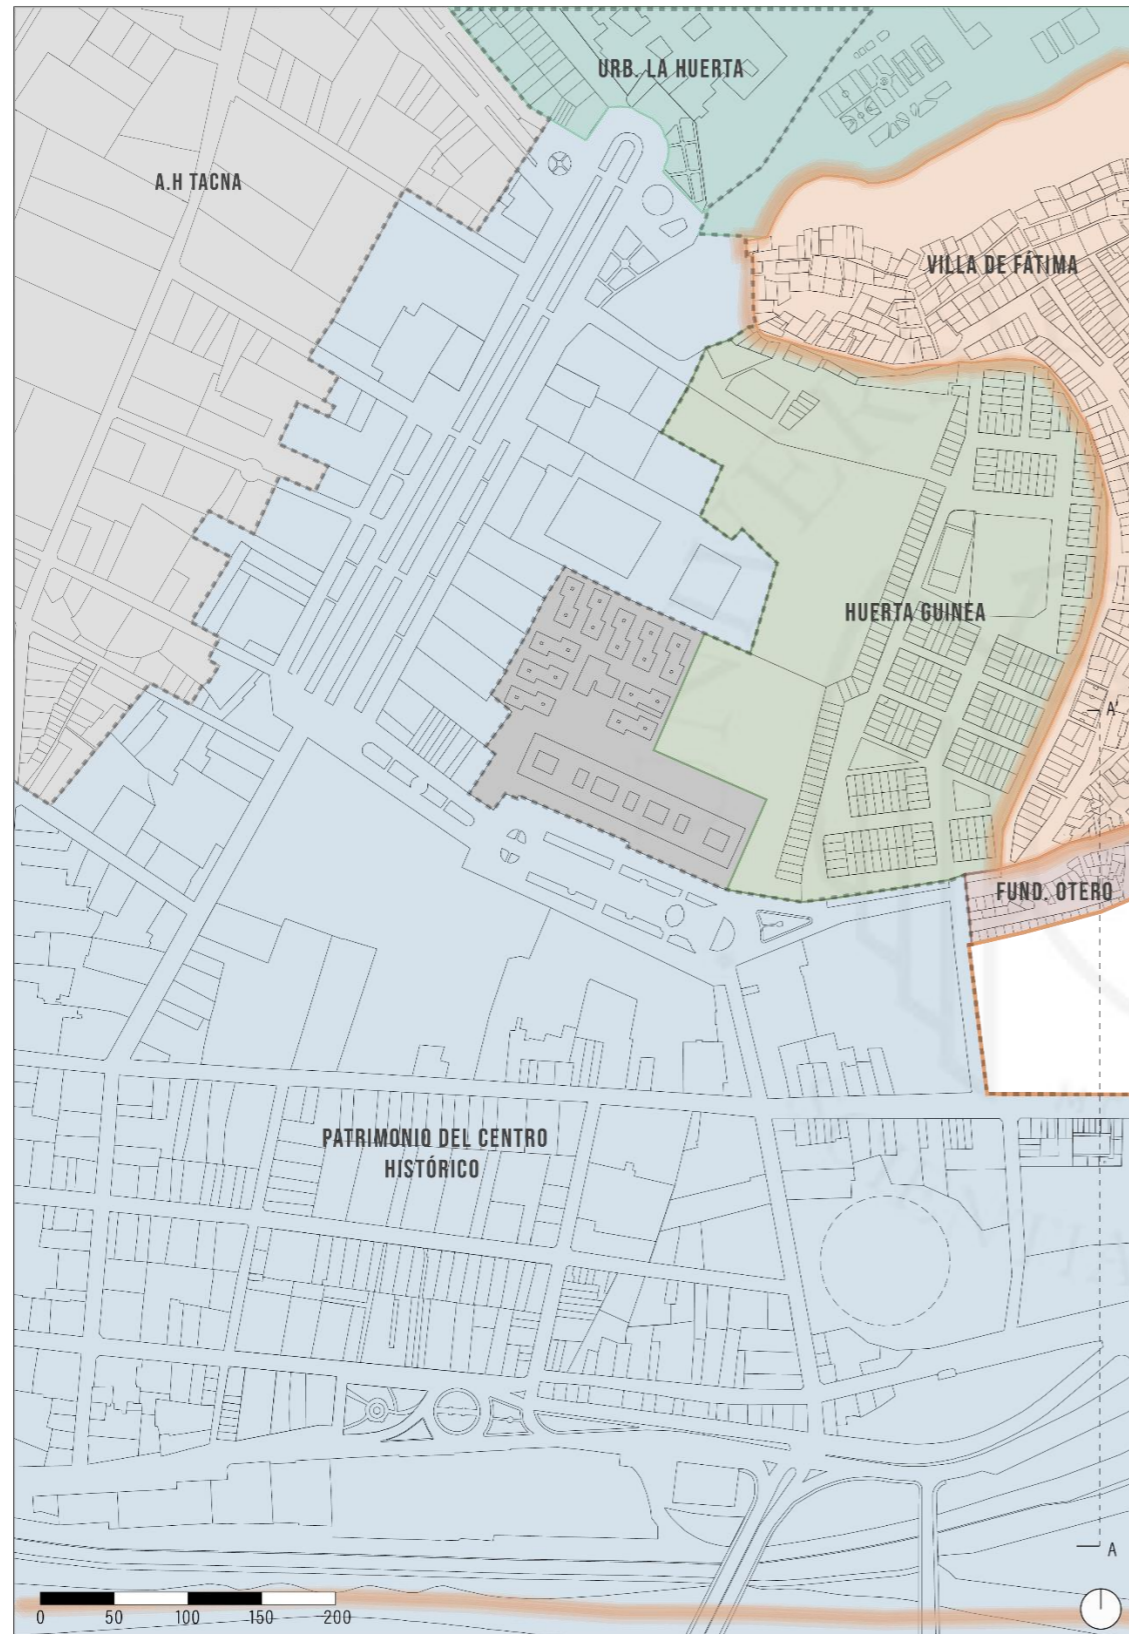 URB. LA HUERTA
A.H TACNA
VILLA DE FÁTIMA
HUERTA GUINEA
A'
FUND. OTERO
PATRIMONIO DEL CENTRO
HISTÓRICO
A
0 50 100 150 200